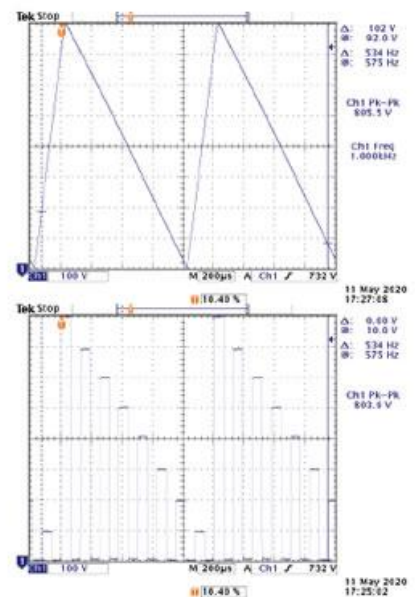 Tek Stop
Δ: 102 V
@: 92.0 V
Δ: 534 Hz
@: 575 Hz
Ch1 Pk-Pk
805.5 V
Ch1 Freq
1.000kHz
Ch1 100 V M 200µs A Ch1 ∫ 732 V
10.40 %
11 May 2020
17:27:08
Tek Stop
Δ: 0.00 V
@: 10.0 V
Δ: 534 Hz
@: 575 Hz
Ch1 Pk-Pk
803.9 V
Ch1 100 V M 200µs A Ch1 ∫ 732 V
10.40 %
11 May 2020
17:25:02